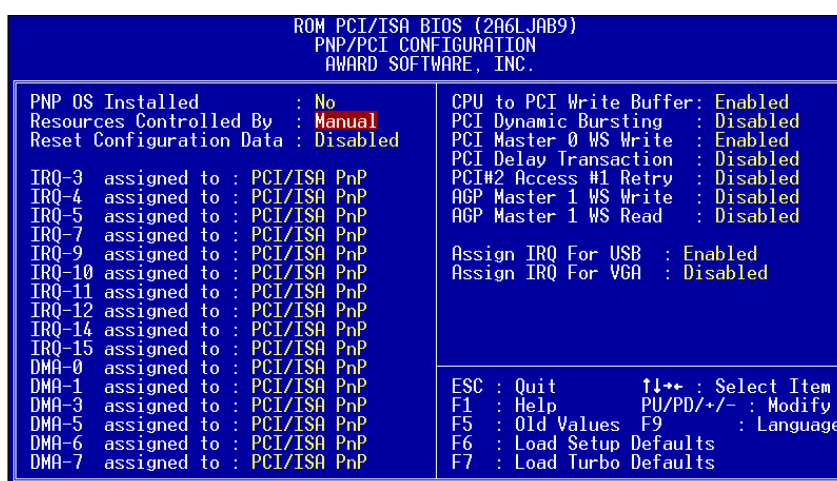 ROM PCI/ISA BIOS (2A6LJAB9)
PNP/PCI CONFIGURATION
AWARD SOFTWARE, INC.
PNP OS Installed : No
Resources Controlled By : Manual
Reset Configuration Data : Disabled
IRQ-3 assigned to : PCI/ISA PnP
IRQ-4 assigned to : PCI/ISA PnP
IRQ-5 assigned to : PCI/ISA PnP
IRQ-7 assigned to : PCI/ISA PnP
IRQ-9 assigned to : PCI/ISA PnP
IRQ-10 assigned to : PCI/ISA PnP
IRQ-11 assigned to : PCI/ISA PnP
IRQ-12 assigned to : PCI/ISA PnP
IRQ-14 assigned to : PCI/ISA PnP
IRQ-15 assigned to : PCI/ISA PnP
DMA-0 assigned to : PCI/ISA PnP
DMA-1 assigned to : PCI/ISA PnP
DMA-3 assigned to : PCI/ISA PnP
DMA-5 assigned to : PCI/ISA PnP
DMA-6 assigned to : PCI/ISA PnP
DMA-7 assigned to : PCI/ISA PnP
CPU to PCI Write Buffer: Enabled
PCI Dynamic Bursting : Disabled
PCI Master 0 WS Write : Enabled
PCI Delay Transaction : Disabled
PCI#2 Access #1 Retry : Disabled
AGP Master 1 WS Write : Disabled
AGP Master 1 WS Read : Disabled
Assign IRQ For USB : Enabled
Assign IRQ For VGA : Disabled
ESC : Quit ↑↓→← : Select Item
F1 : Help PU/PD/+/- : Modify
F5 : Old Values F9 : Language
F6 : Load Setup Defaults
F7 : Load Turbo Defaults